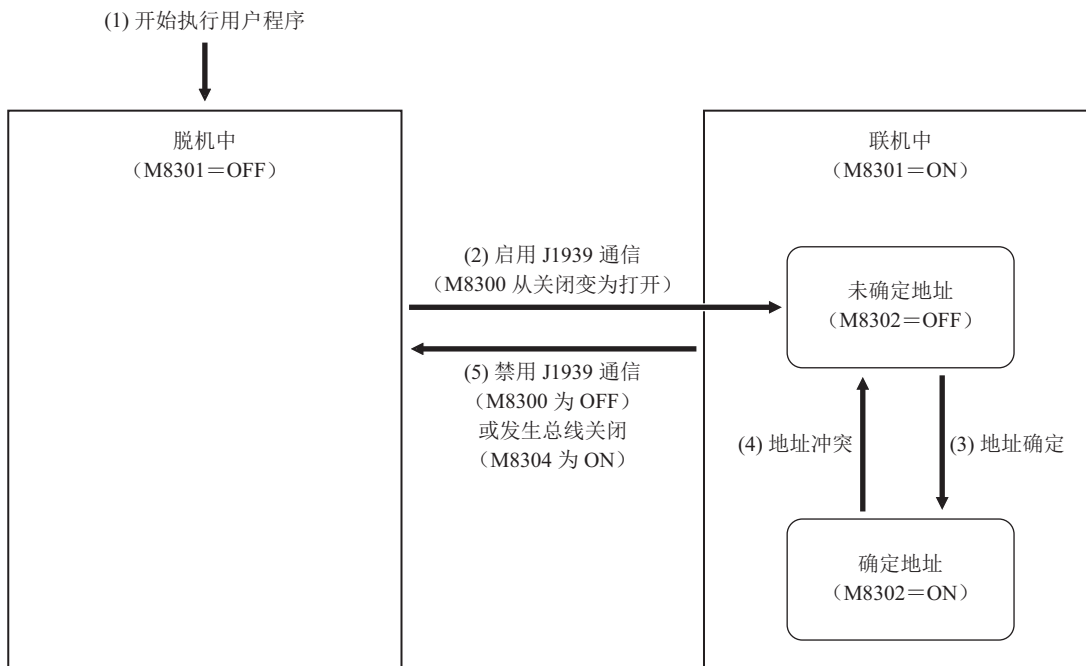 (1) 开始执行用户程序
脱机中
（M8301＝OFF）
联机中
（M8301＝ON）
(2) 启用 J1939 通信
（M8300 从关闭变为打开）
未确定地址
（M8302＝OFF）
(5) 禁用 J1939 通信
（M8300 为 OFF）
或发生总线关闭
（M8304 为 ON）
(4) 地址冲突
(3) 地址确定
确定地址
（M8302＝ON）